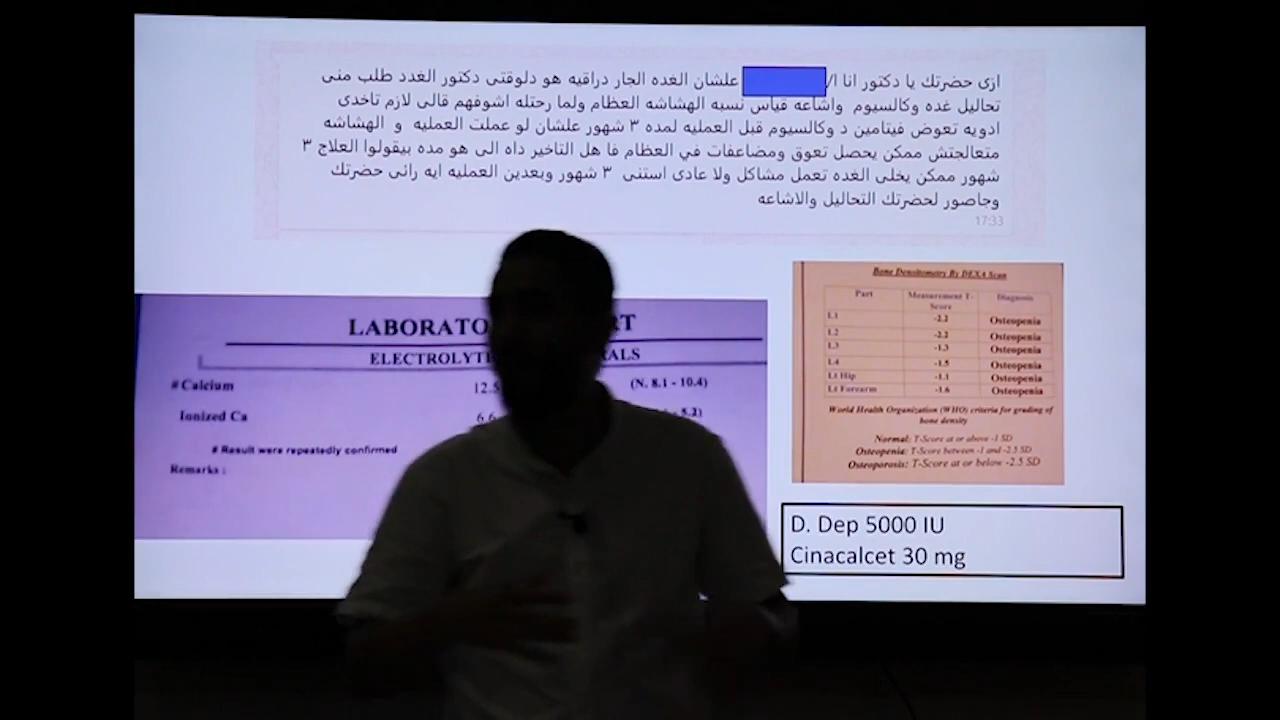 ازى حضرتك يا دكتور انا ا/ علشان الغده الجار دراقيه هو دلوقتى دكتور الغدد طلب منى
تحاليل غده وكالسيوم واشاعه قياس نسبه الهشاشه العظام ولما رحتله اشوفهم قالى لازم تاخدى
ادويه تعوض فيتامين د وكالسيوم قبل العمليه لمده ٣ شهور علشان لو عملت العمليه و الهشاشه
متعالجتش ممكن يحصل تعوق ومضاعفات في العظام فا هل التاخير داه الى هو مده بيقولوا العلاج ٣
شهور ممكن يخلى الغده تعمل مشاكل ولا عادى استنى ٣ شهور وبعدين العمليه ايه رائى حضرتك
وجاصور لحضرتك التحاليل والاشاعه
17:33
LABORATO RT
ELECTROLYTE RALS
# Calcium 12.5 (N. 8.1 - 10.4)
Ionized Ca 6.6 5.2)
# Result were repeatedly confirmed
Remarks :
Bone Densitometry By DEXA Scan
Part Measurement T-Score Diagnosis
L1 -2.2 Osteopenia
L2 -2.2 Osteopenia
L3 -1.3 Osteopenia
L4 -1.5 Osteopenia
Lt Hip -1.1 Osteopenia
Lt Forearm -1.6 Osteopenia
World Health Organization (WHO) criteria for grading of
bone density
Normal: T-Score at or above -1 SD
Osteopenia: T-Score between -1 and -2.5 SD
Osteoporosis: T-Score at or below -2.5 SD
D. Dep 5000 IU
Cinacalcet 30 mg